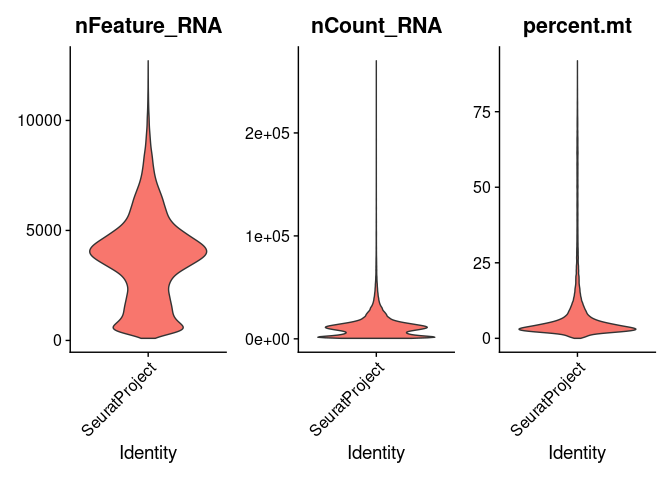 nFeature_RNA
10000
5000
0
SeuratProject
Identity
nCount_RNA
2e+05
1e+05
0e+00
SeuratProject
Identity
percent.mt
75
50
25
0
SeuratProject
Identity